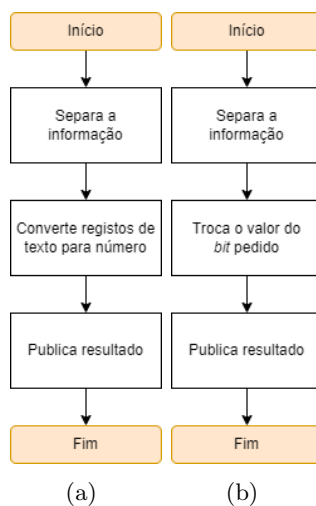 Início
Separa a
informação
Converte registos de
texto para número
Publica resultado
Fim
(a)
Início
Separa a
informação
Troca o valor do
bit pedido
Publica resultado
Fim
(b)